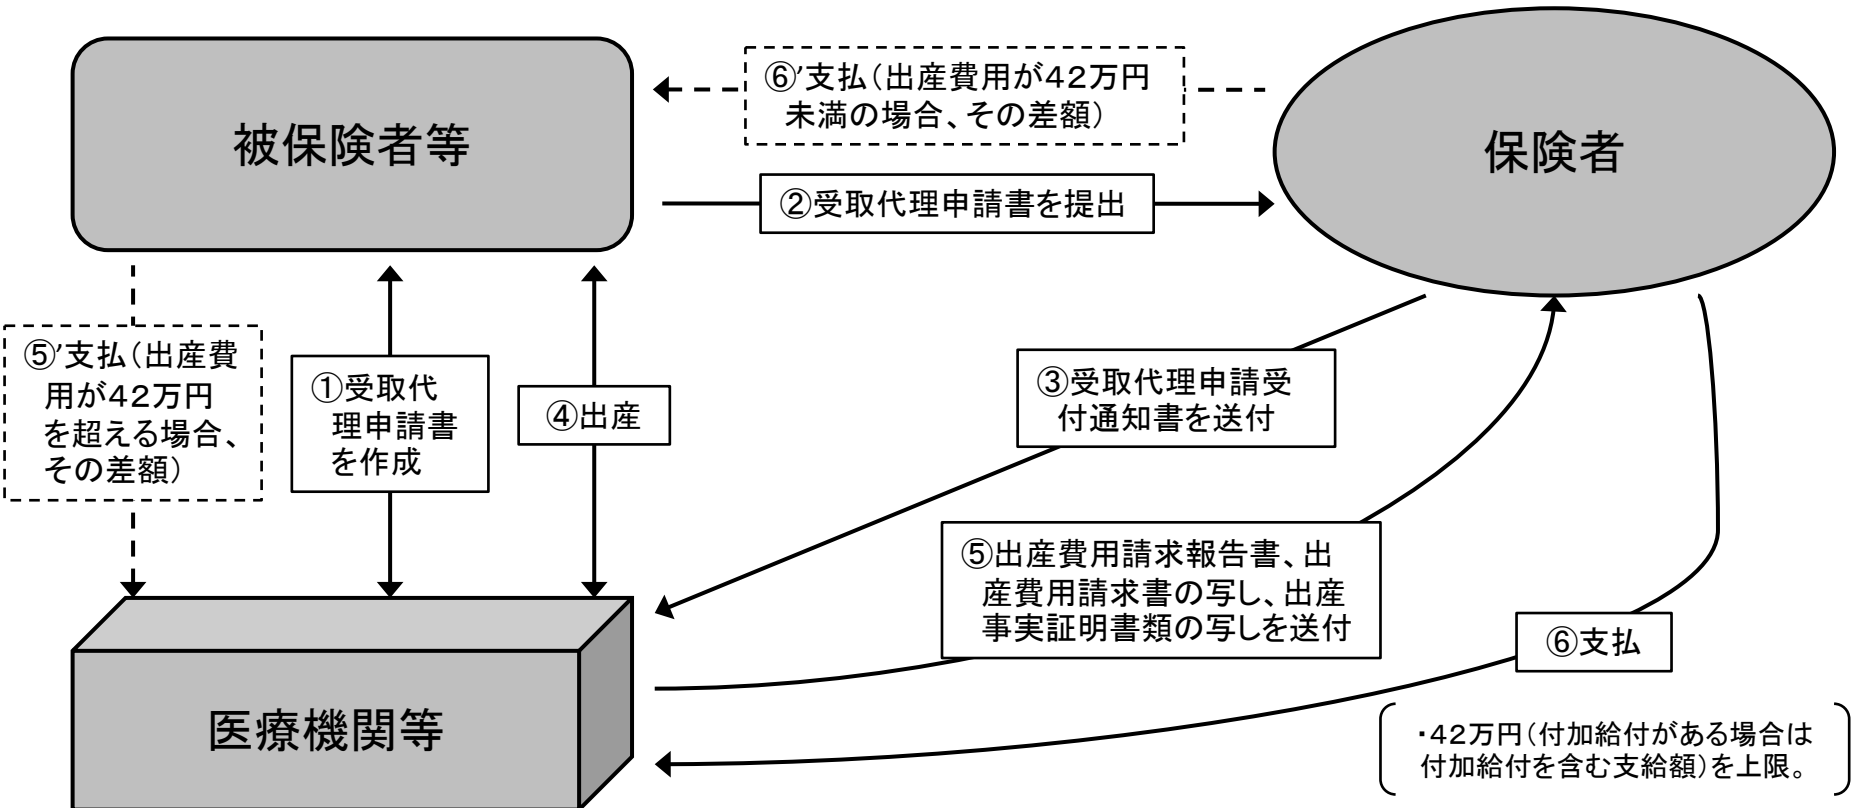 被保険者等
⑥’支払（出産費用が４２万円
未満の場合、その差額）
保険者
②受取代理申請書を提出
⑤’支払（出産費
用が４２万円
を超える場合、
その差額）
①受取代
理申請書
を作成
④出産
③受取代理申請受
付通知書を送付
⑤出産費用請求報告書、出
産費用請求書の写し、出産
事実証明書類の写しを送付
⑥支払
医療機関等
・４２万円（付加給付がある場合は
付加給付を含む支給額）を上限。